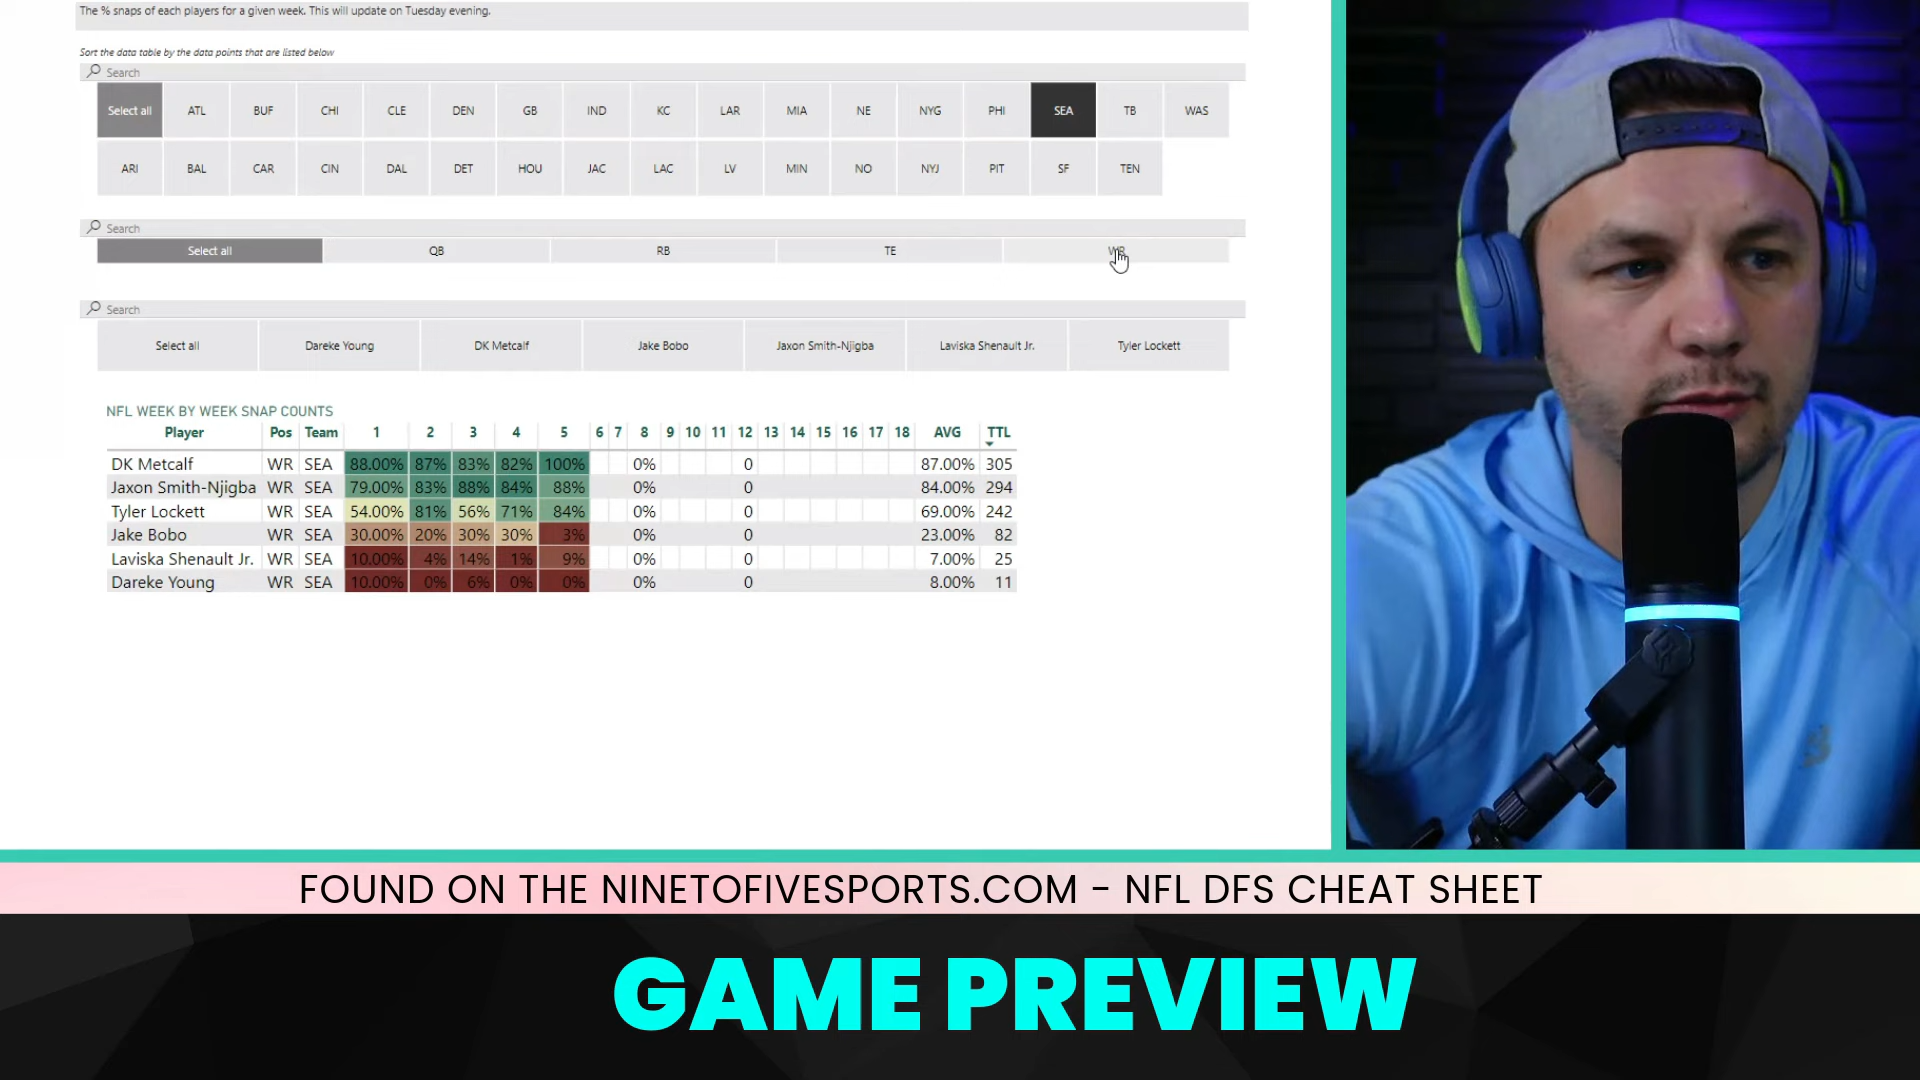 The % snaps of each players for a given week. This will update on Tuesday evening.
Sort the data table by the data points that are listed below
Search
Select all ATL BUF CHI CLE DEN GB IND KC LAR MIA NE NYG PHI SEA TB WAS
ARI BAL CAR CIN DAL DET HOU JAC LAC LV MIN NO NYJ PIT SF TEN
Search
Select all QB RB TE WR
Search
Select all Dareke Young DK Metcalf Jake Bobo Jaxon Smith-Njigba Laviska Shenault Jr. Tyler Lockett
NFL WEEK BY WEEK SNAP COUNTS
Player Pos Team 1 2 3 4 5 6 7 8 9 10 11 12 13 14 15 16 17 18 AVG TTL
DK Metcalf WR SEA 88.00% 87% 83% 82% 100% 0% 0 87.00% 305
Jaxon Smith-Njigba WR SEA 79.00% 83% 88% 84% 88% 0% 0 84.00% 294
Tyler Lockett WR SEA 54.00% 81% 56% 71% 84% 0% 0 69.00% 242
Jake Bobo WR SEA 30.00% 20% 30% 30% 3% 0% 0 23.00% 82
Laviska Shenault Jr. WR SEA 10.00% 4% 14% 1% 9% 0% 0 7.00% 25
Dareke Young WR SEA 10.00% 0% 6% 0% 0% 0% 0 8.00% 11
FOUND ON THE NINETOFIVESPORTS.COM - NFL DFS CHEAT SHEET
GAME PREVIEW